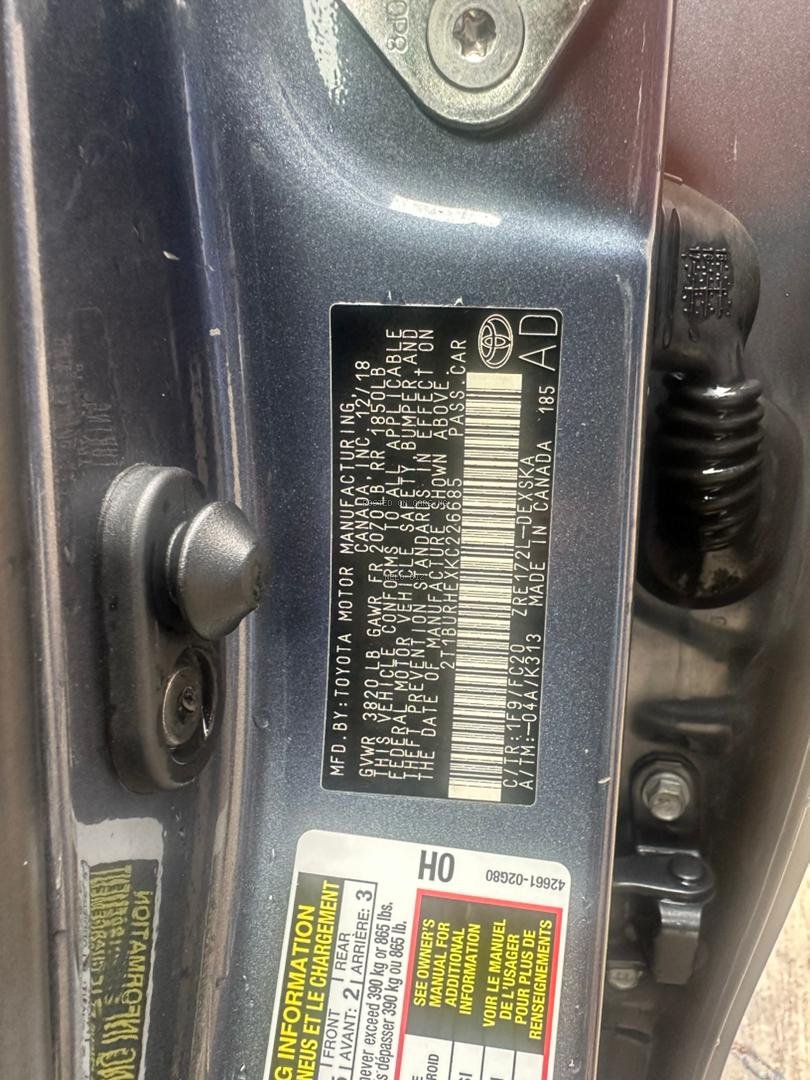 MFD. BY: TOYOTA MOTOR MANUFACTURING,
CANADA, INC. 12/18
GVWR 3820 LB GAWR FR 2070LB RR 1850LB
THIS VEHICLE CONFORMS TO ALL APPLICABLE
FEDERAL MOTOR VEHICLE SAFETY, BUMPER, AND
THEFT PREVENTION STANDARDS IN EFFECT ON
THE DATE OF MANUFACTURE SHOWN ABOVE.
2T1BURHEXKC226685 PASS. CAR
C/TR: 1F9/FC20 ZRE172L-DEXSKA
A/TM: -04A/K313 MADE IN CANADA 185
AD
OH
42661-02G80
G INFORMATION
NEUS ET LE CHARGEMENT
FRONT
AVANT: 2
REAR
ARRIÈRE: 3
never exceed 390 kg or 865 lbs.
s dépasser 390 kg ou 865 lb.
SEE OWNER'S
MANUAL FOR
ADDITIONAL
INFORMATION
VOIR LE MANUEL
DE L'USAGER
POUR PLUS DE
RENSEIGNEMENTS